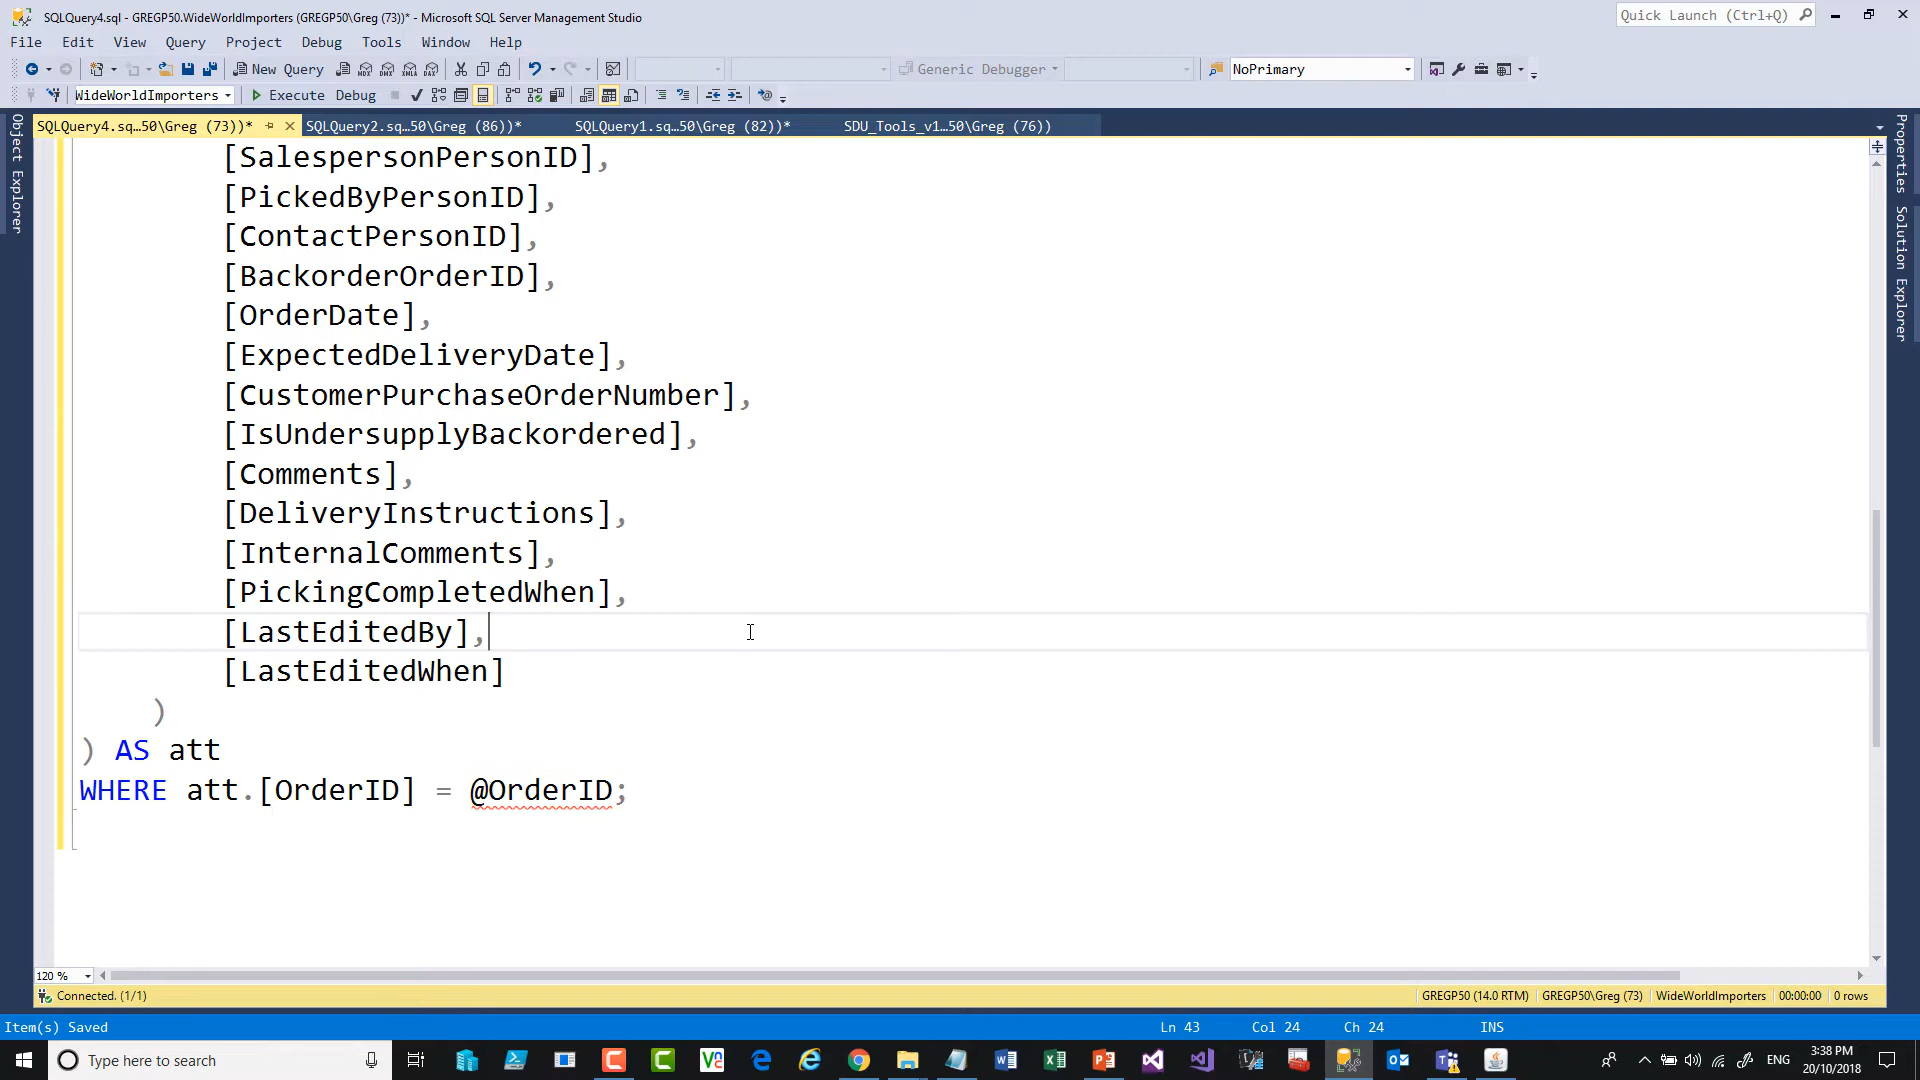 SQLQuery4.sql - GREGP50.WideWorldImporters (GREGP50\Greg (73))* - Microsoft SQL Server Management Studio
Quick Launch (Ctrl+Q)
File Edit View Query Project Debug Tools Window Help
New Query Generic Debugger NoPrimary
WideWorldImporters Execute Debug
SQLQuery4.sq...50\Greg (73))* SQLQuery2.sq...50\Greg (86))* SQLQuery1.sq...50\Greg (82))* SDU_Tools_v1...50\Greg (76))
Object Explorer
Properties
Solution Explorer
[SalespersonPersonID],
[PickedByPersonID],
[ContactPersonID],
[BackorderOrderID],
[OrderDate],
[ExpectedDeliveryDate],
[CustomerPurchaseOrderNumber],
[IsUndersupplyBackordered],
[Comments],
[DeliveryInstructions],
[InternalComments],
[PickingCompletedWhen],
[LastEditedBy],
[LastEditedWhen]
)
) AS att
WHERE att.[OrderID] = @OrderID;
120 %
Connected. (1/1) GREGP50 (14.0 RTM) GREGP50\Greg (73) WideWorldImporters 00:00:00 0 rows
Item(s) Saved Ln 43 Col 24 Ch 24 INS
Type here to search ENG 3:38 PM
20/10/2018